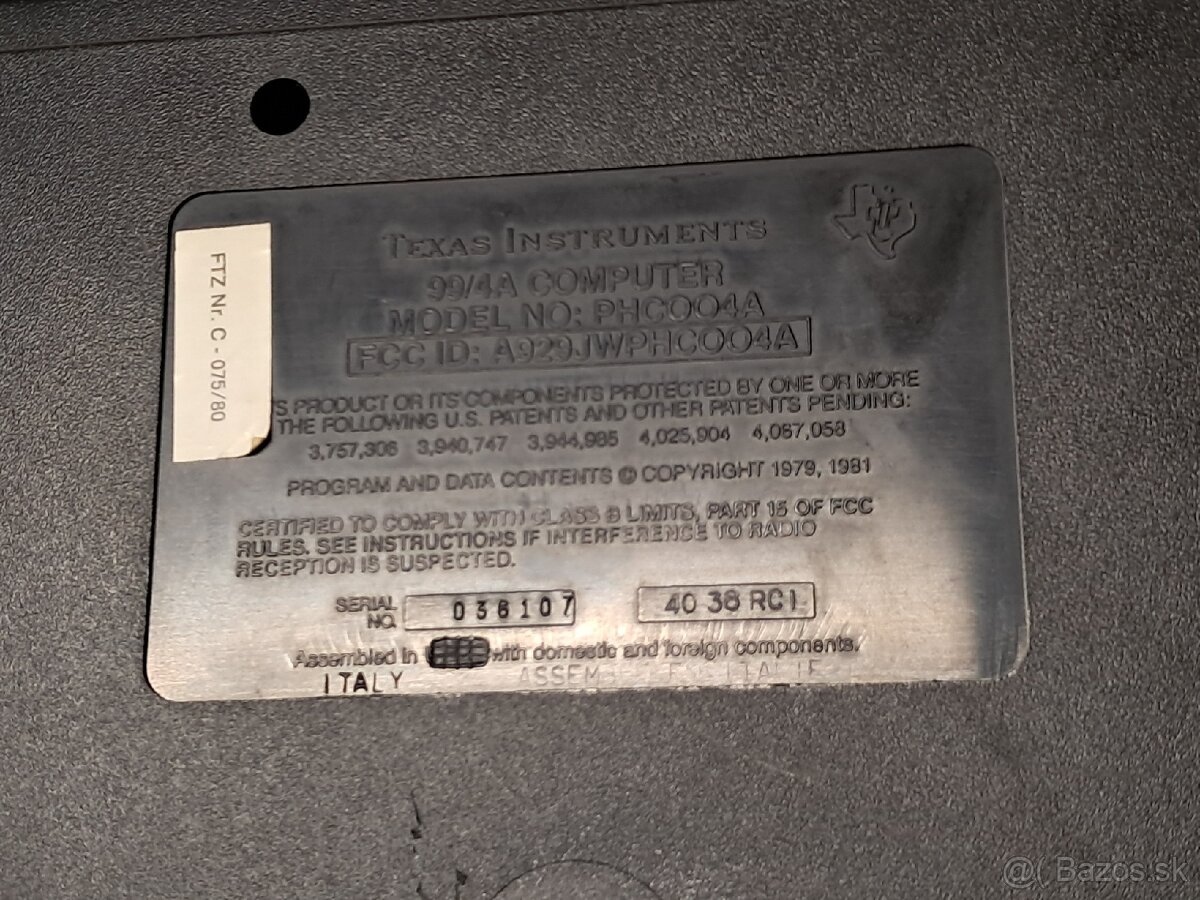 TEXAS INSTRUMENTS
99/4A COMPUTER
MODEL NO: PHC004A
FCC ID: A929JWPHC004A
FTZ Nr. C - 075/80
S PRODUCT OR ITS COMPONENTS PROTECTED BY ONE OR MORE
THE FOLLOWING U.S. PATENTS AND OTHER PATENTS PENDING:
3,757,306 3,940,747 3,944,985 4,025,904 4,087,058
PROGRAM AND DATA CONTENTS © COPYRIGHT 1979, 1981
CERTIFIED TO COMPLY WITH CLASS B LIMITS, PART 15 OF FCC
RULES. SEE INSTRUCTIONS IF INTERFERENCE TO RADIO
RECEPTION IS SUSPECTED.
SERIAL NO. 036107 40 38 RCI
Assembled in with domestic and foreign components.
ITALY ITALIE
@( Bazos.sk